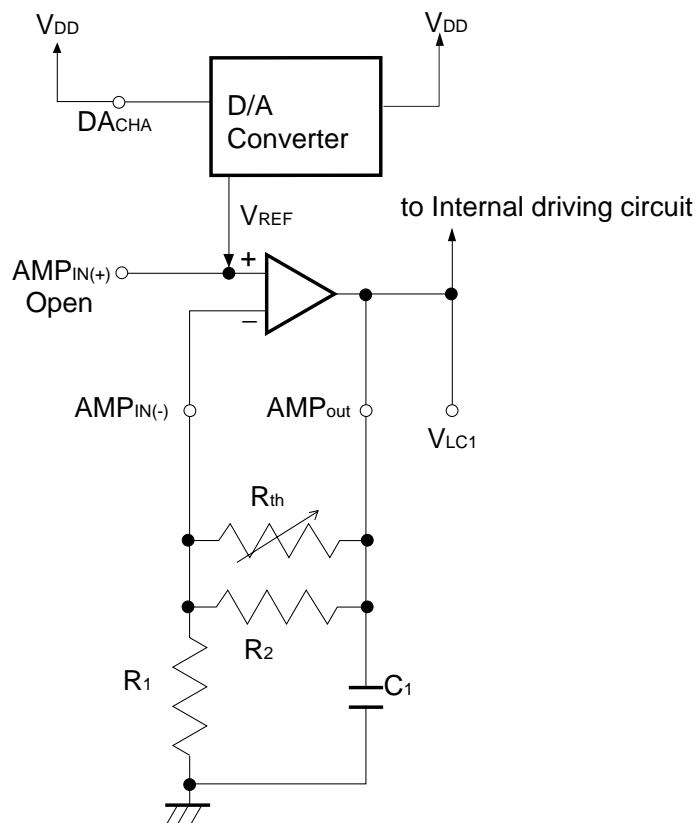 VDD
VDD
D/A
Converter
DACHA
VREF
to Internal driving circuit
AMPIN(+)
Open
+
–
AMPIN(-)
AMPout
VLC1
Rth
R2
R1
C1